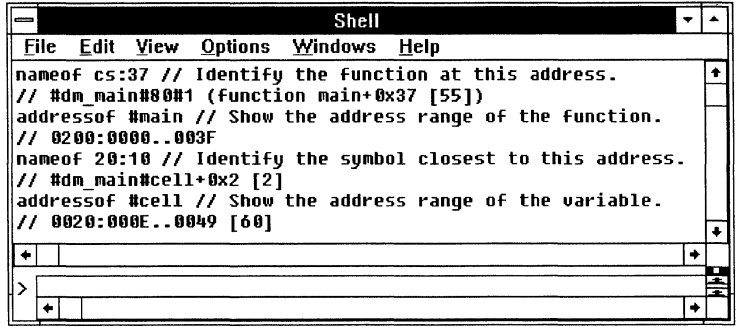 Shell
File Edit View Options Windows Help
nameof cs:37 // Identify the function at this address.
// #dm_main#80#1 (function main+0x37 [55])
addressof #main // Show the address range of the function.
// 0200:0000..003F
nameof 20:10 // Identify the symbol closest to this address.
// #dm_main#cell+0x2 [2]
addressof #cell // Show the address range of the variable.
// 0020:000E..0049 [60]
>